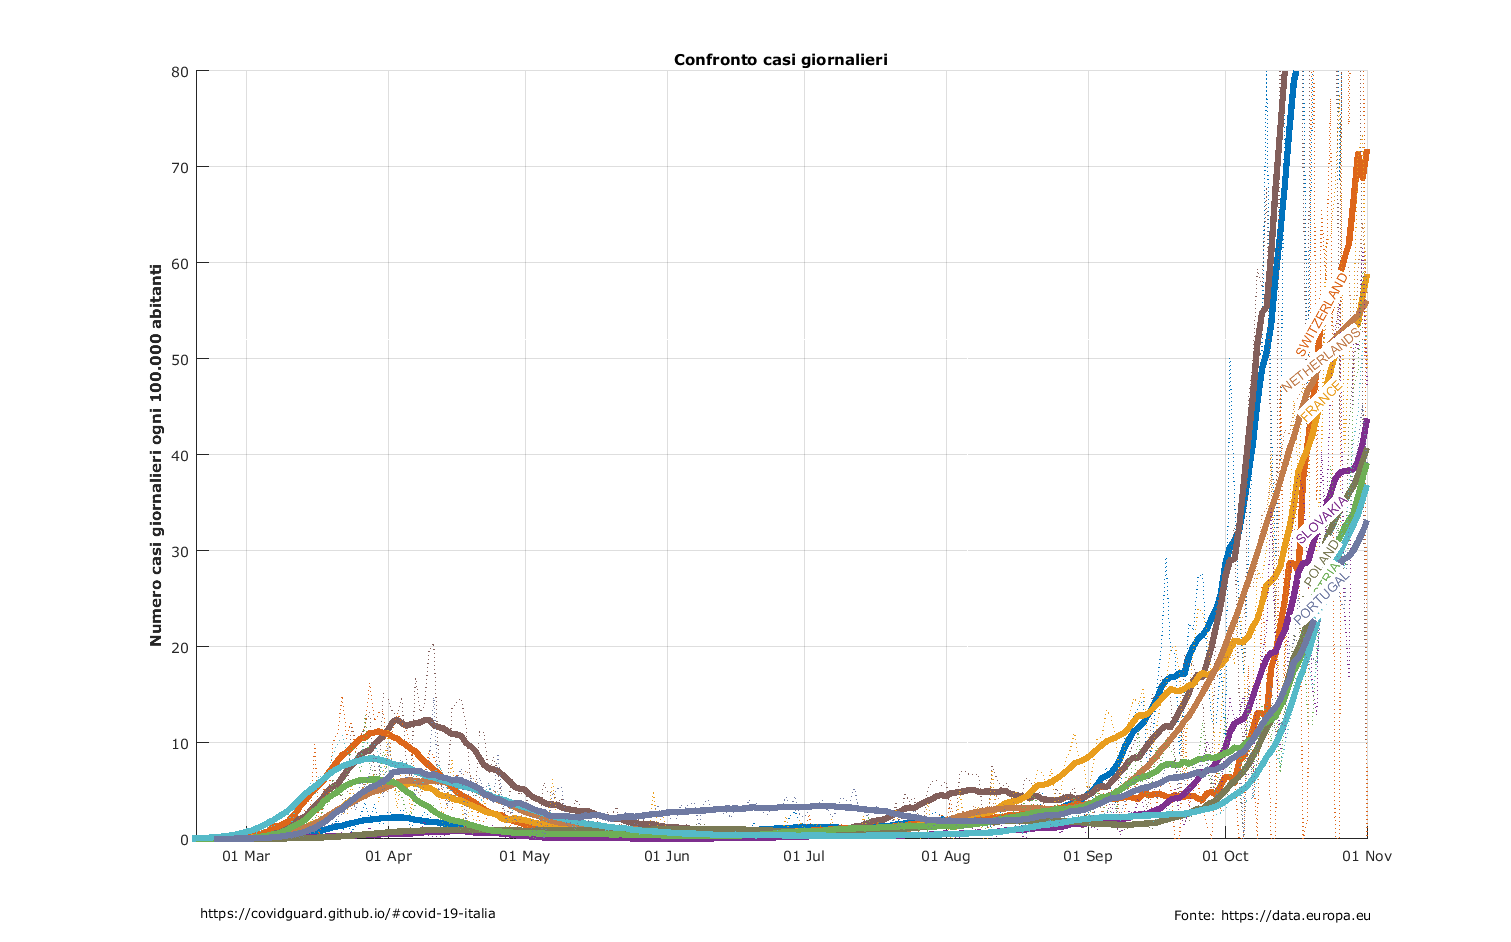 Confronto casi giornalieri
Numero casi giornalieri ogni 100.000 abitanti
80
70
60
50
40
30
20
10
0
SWITZERLAND
NETHERLANDS
FRANCE
SLOVAKIA
POLAND
PORTUGAL
01 Mar
01 Apr
01 May
01 Jun
01 Jul
01 Aug
01 Sep
01 Oct
01 Nov
https://covidguard.github.io/#covid-19-italia
Fonte: https://data.europa.eu